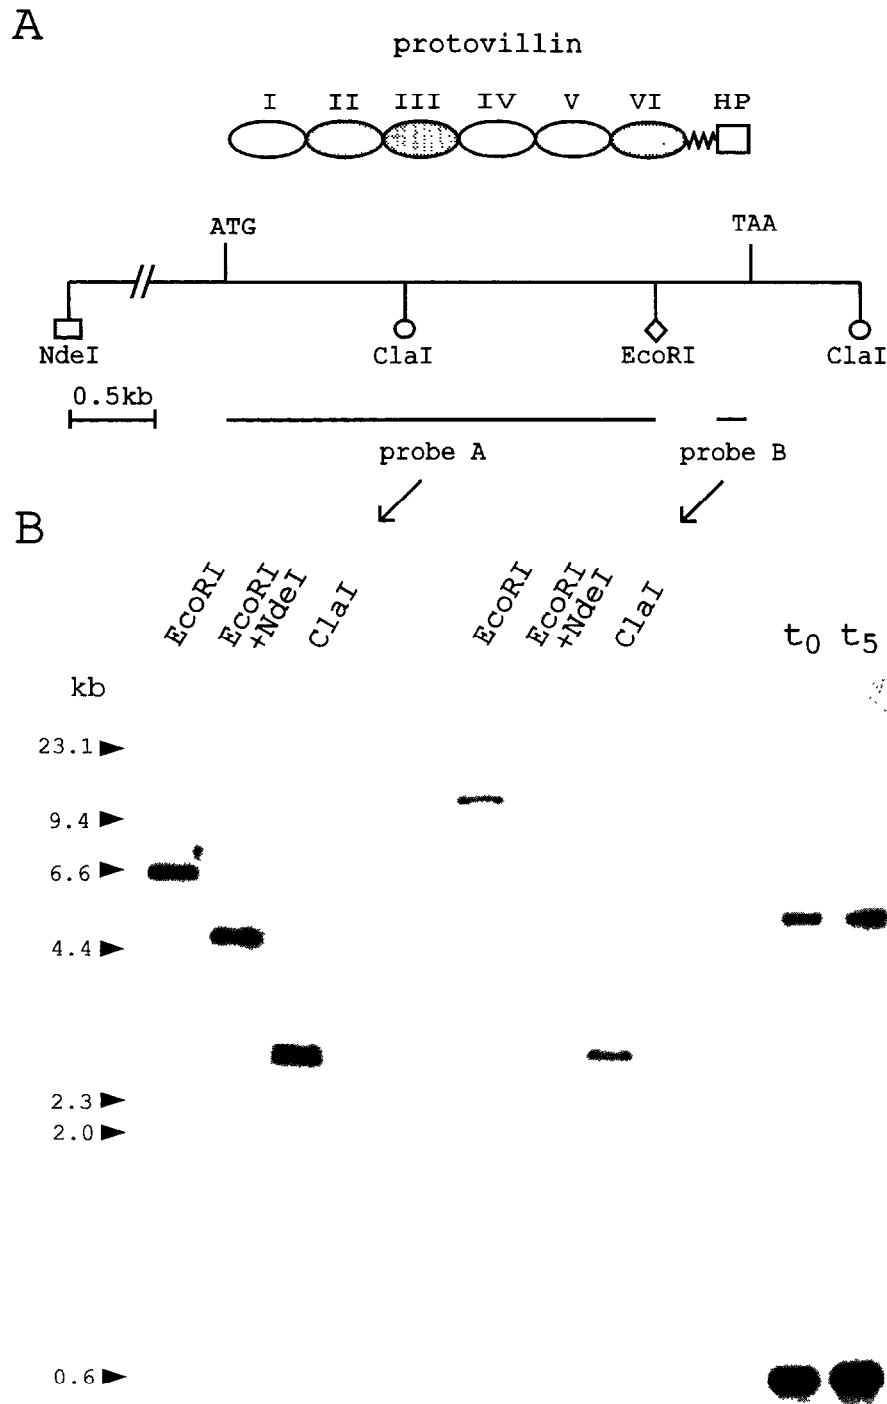 A
protovillin
I II III IV V VI HP
ATG TAA
NdeI ClaI EcoRI ClaI
0.5kb
probe A probe B
B
EcoRI EcoRI +NdeI ClaI EcoRI EcoRI +NdeI ClaI
t0 t5
kb
23.1
9.4
6.6
4.4
2.3
2.0
0.6